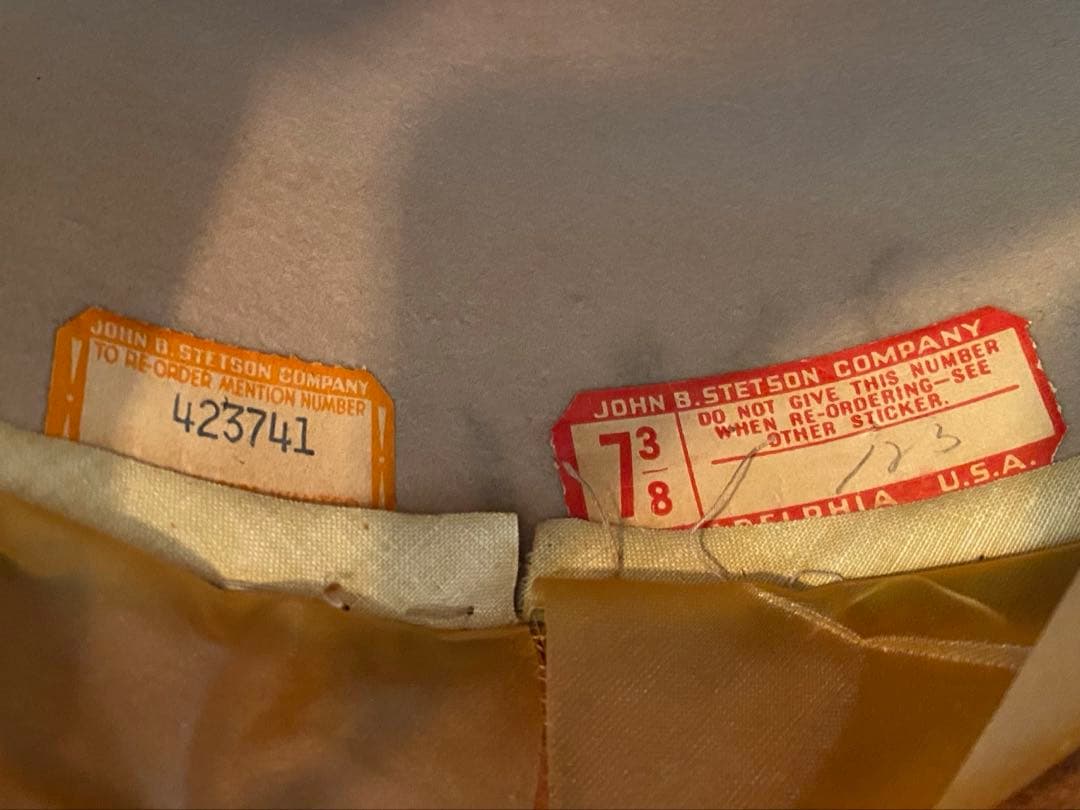 JOHN B. STETSON COMPANY
TO RE-ORDER MENTION NUMBER
423741
JOHN B. STETSON COMPANY
7 3/8
DO NOT GIVE THIS NUMBER
WHEN RE-ORDERING—SEE
OTHER STICKER.
123
ADELPHIA U.S.A.